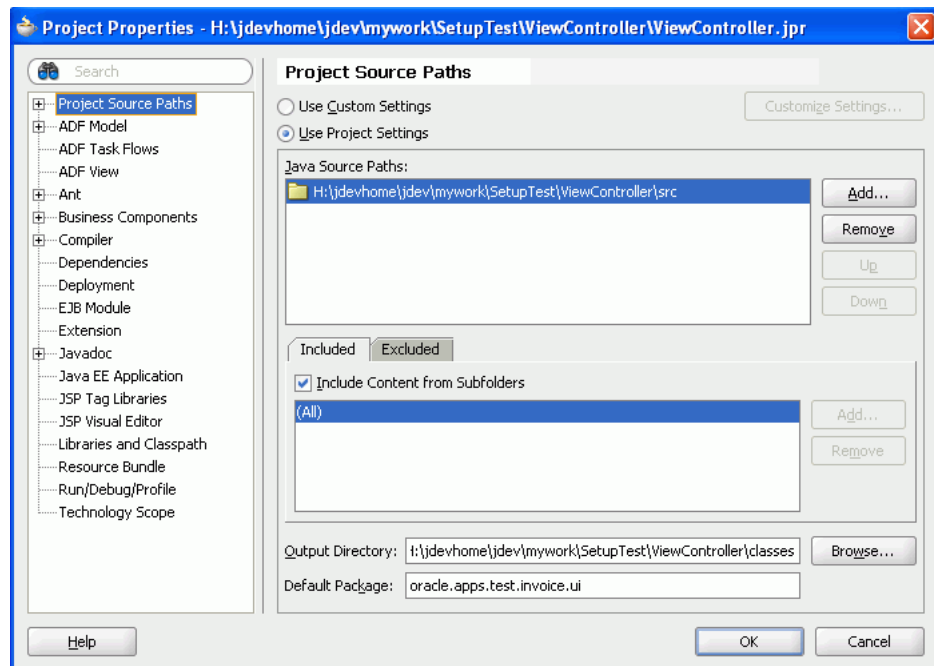 Project Properties - H:\jdevhome\jdev\mywork\SetupTest\ViewController\ViewController.jpr
Search
Project Source Paths
ADF Model
ADF Task Flows
ADF View
Ant
Business Components
Compiler
Dependencies
Deployment
EJB Module
Extension
Javadoc
Java EE Application
JSP Tag Libraries
JSP Visual Editor
Libraries and Classpath
Resource Bundle
Run/Debug/Profile
Technology Scope
Project Source Paths
Use Custom Settings
Customize Settings...
Use Project Settings
Java Source Paths:
H:\jdevhome\jdev\mywork\SetupTest\ViewController\src
Add...
Remove
Up
Down
Included Excluded
Include Content from Subfolders
(All)
Add...
Remove
Output Directory: H:\jdevhome\jdev\mywork\SetupTest\ViewController\classes Browse...
Default Package: oracle.apps.test.invoice.ui
Help OK Cancel